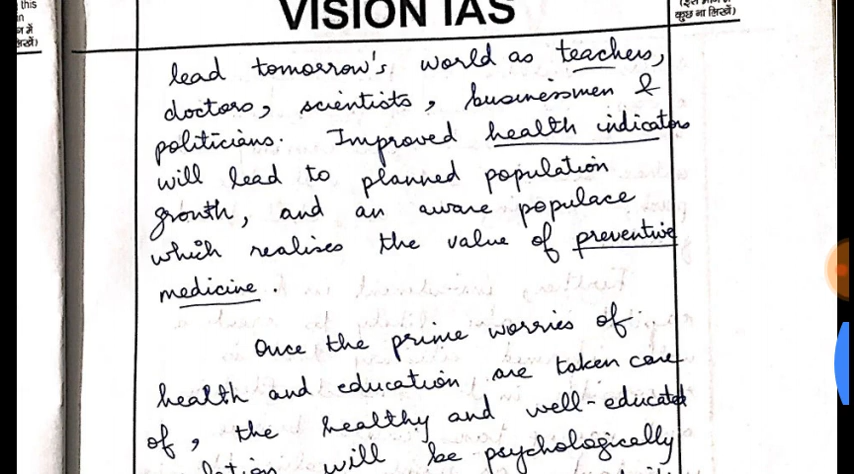 this
in
VISION IAS
कुछ ना लिखें)
lead tomorrow's world as teachers,
doctors, scientists, businessmen &
politicians. Improved health indicators
will lead to planned population
growth, and an aware populace
which realises the value of preventive
medicine.
Once the prime worries of
health and education are taken care
of, the healthy and well-educated
will be psychologically